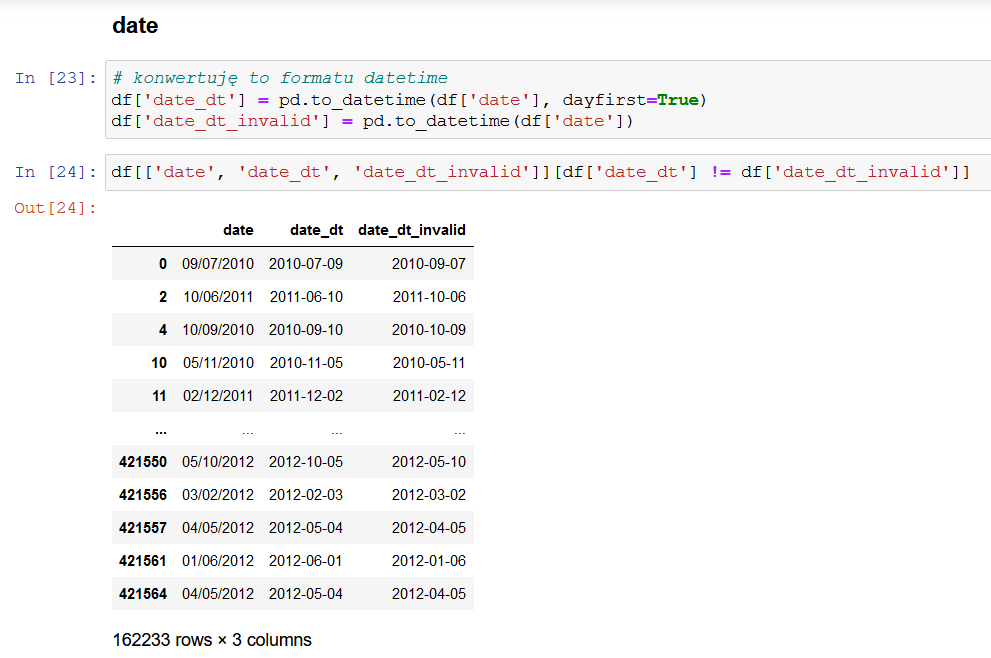 date
In [23]: # konwertuję to formatu datetime
df['date_dt'] = pd.to_datetime(df['date'], dayfirst=True)
df['date_dt_invalid'] = pd.to_datetime(df['date'])
In [24]: df[['date', 'date_dt', 'date_dt_invalid']][df['date_dt'] != df['date_dt_invalid']]
Out[24]:
date date_dt date_dt_invalid
0 09/07/2010 2010-07-09 2010-09-07
2 10/06/2011 2011-06-10 2011-10-06
4 10/09/2010 2010-09-10 2010-10-09
10 05/11/2010 2010-11-05 2010-05-11
11 02/12/2011 2011-12-02 2011-02-12
... ... ... ...
421550 05/10/2012 2012-10-05 2012-05-10
421556 03/02/2012 2012-02-03 2012-03-02
421557 04/05/2012 2012-05-04 2012-04-05
421561 01/06/2012 2012-06-01 2012-01-06
421564 04/05/2012 2012-05-04 2012-04-05
162233 rows × 3 columns